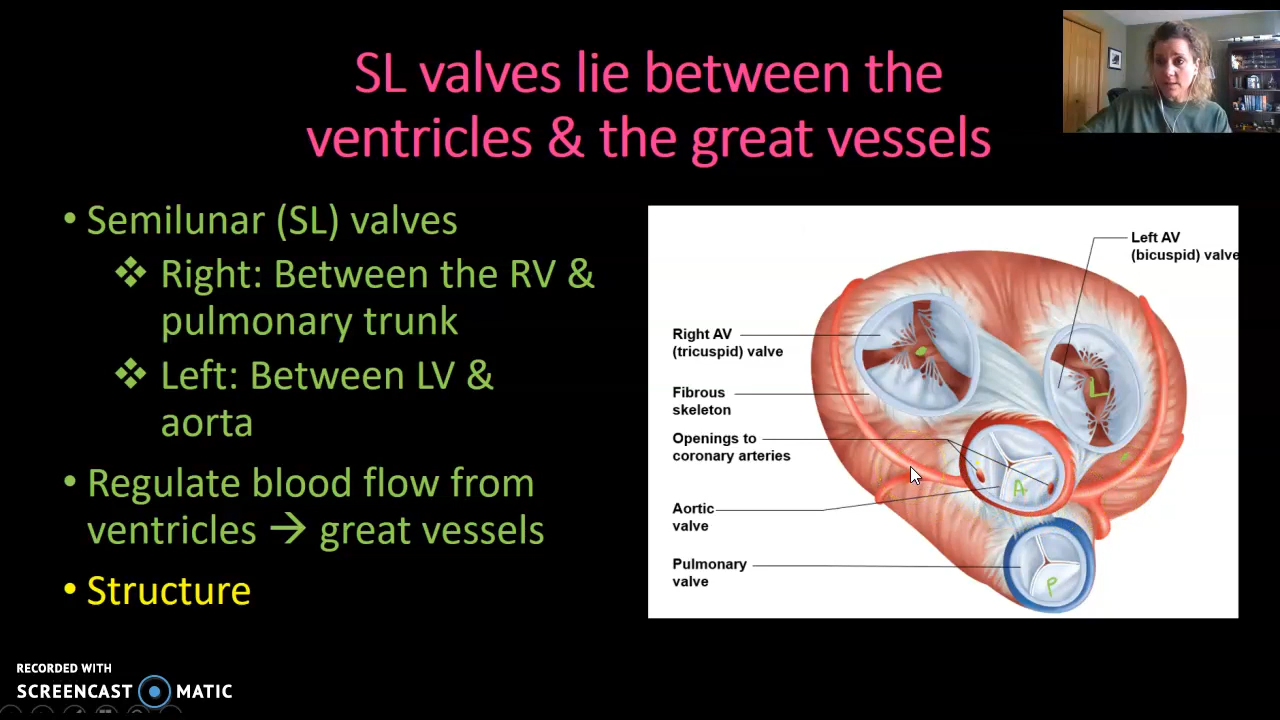 SL valves lie between the
ventricles & the great vessels
• Semilunar (SL) valves
❖ Right: Between the RV &
pulmonary trunk
❖ Left: Between LV &
aorta
• Regulate blood flow from
ventricles → great vessels
• Structure
Left AV
(bicuspid) valve
Right AV
(tricuspid) valve
Fibrous
skeleton
Openings to
coronary arteries
Aortic
valve
Pulmonary
valve
L
A
P
RECORDED WITH
SCREENCAST MATIC